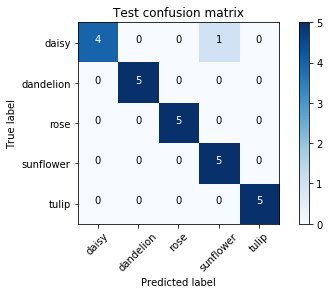 Test confusion matrix
True label
daisy 4 0 0 1 0
dandelion 0 5 0 0 0
rose 0 0 5 0 0
sunflower 0 0 0 5 0
tulip 0 0 0 0 5
daisy dandelion rose sunflower tulip
Predicted label
5
4
3
2
1
0